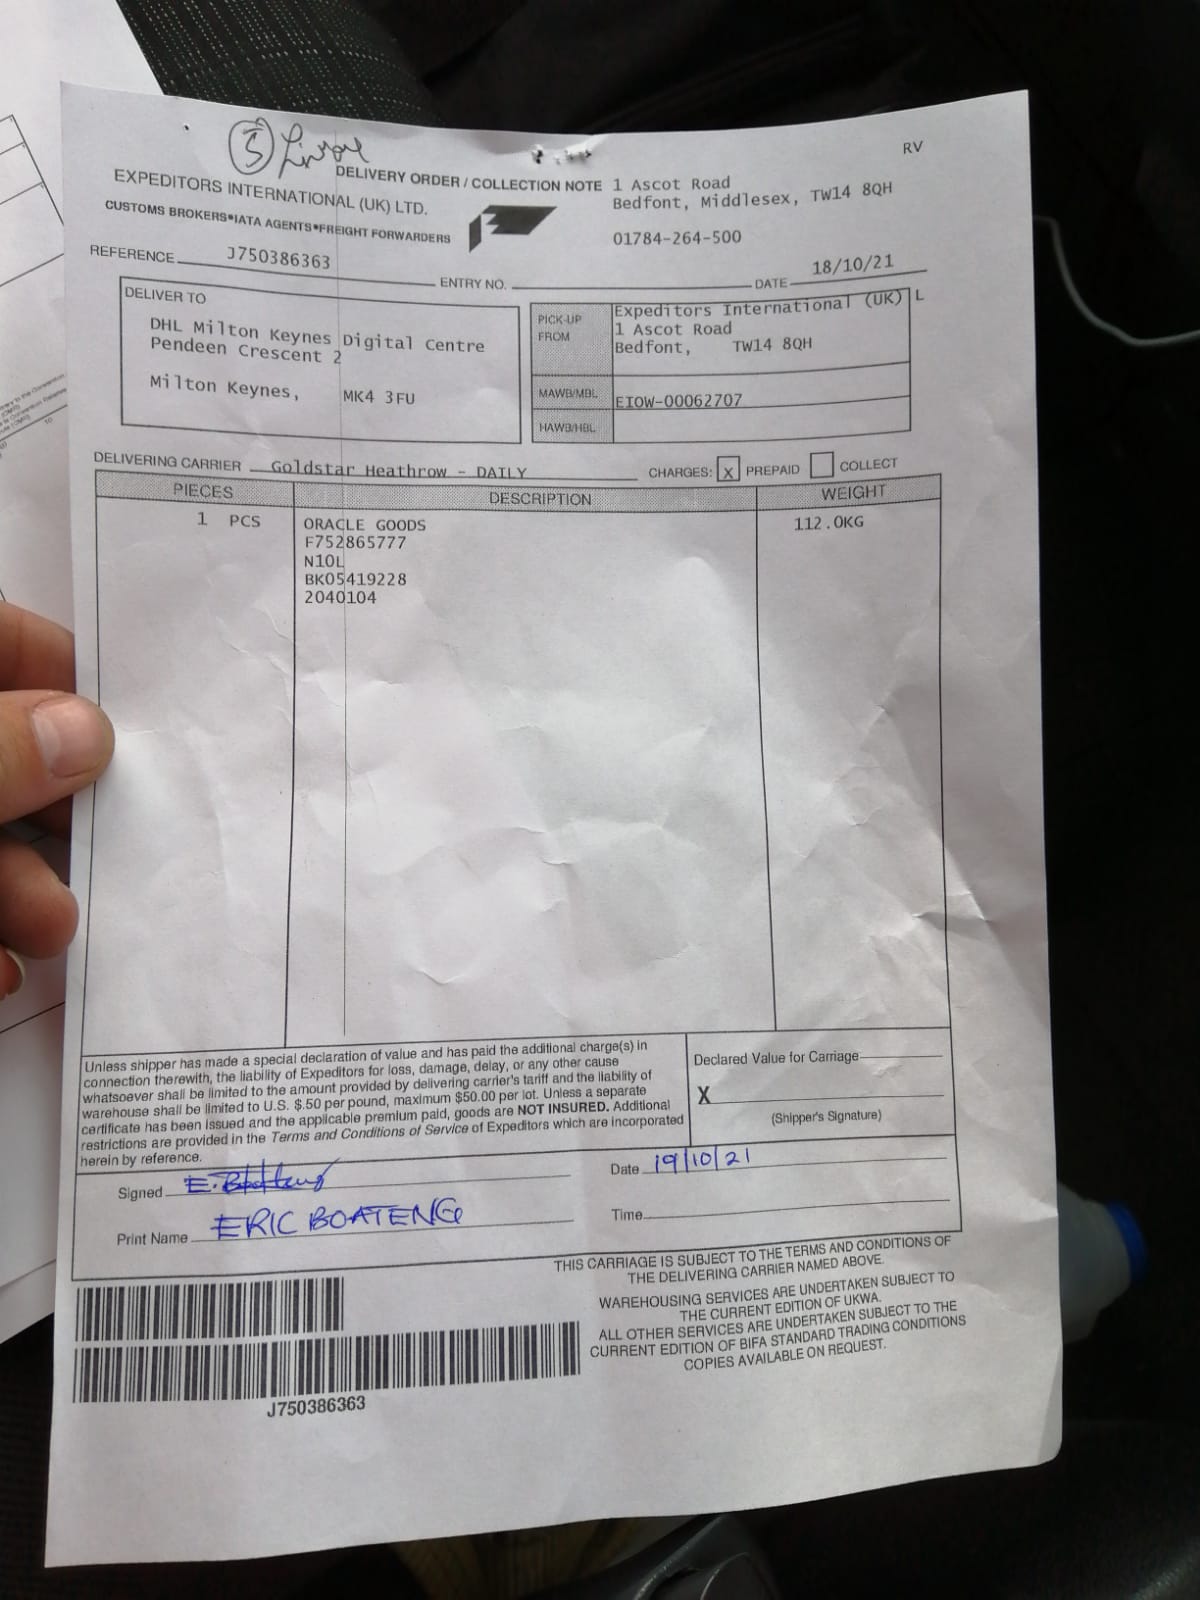 RV
5
DELIVERY ORDER / COLLECTION NOTE
1 Ascot Road
Bedfont, Middlesex, TW14 8QH
01784-264-500
EXPEDITORS INTERNATIONAL (UK) LTD.
CUSTOMS BROKERS•IATA AGENTS•FREIGHT FORWARDERS
REFERENCE J750386363
ENTRY NO.
DATE 18/10/21
DELIVER TO
DHL Milton Keynes Digital Centre
Pendeen Crescent 2
Milton Keynes, MK4 3FU
PICK-UP FROM
Expeditors International (UK) L
1 Ascot Road
Bedfont, TW14 8QH
MAWB/MBL EIOW-00062707
HAWB/HBL
DELIVERING CARRIER Goldstar Heathrow - DAILY
CHARGES: X PREPAID COLLECT
PIECES DESCRIPTION WEIGHT
1 PCS ORACLE GOODS 112.0KG
F752865777
N10L
BK05419228
2040104
Unless shipper has made a special declaration of value and has paid the additional charge(s) in
connection therewith, the liability of Expeditors for loss, damage, delay, or any other cause
whatsoever shall be limited to the amount provided by delivering carrier's tariff and the liability of
warehouse shall be limited to U.S. $.50 per pound, maximum $50.00 per lot. Unless a separate
certificate has been issued and the applicable premium paid, goods are NOT INSURED. Additional
restrictions are provided in the Terms and Conditions of Service of Expeditors which are incorporated
herein by reference.
Declared Value for Carriage
X
(Shipper's Signature)
Signed E. Boateng
Date 19/10/21
Print Name ERIC BOATENG
Time
THIS CARRIAGE IS SUBJECT TO THE TERMS AND CONDITIONS OF
THE DELIVERING CARRIER NAMED ABOVE.
WAREHOUSING SERVICES ARE UNDERTAKEN SUBJECT TO
THE CURRENT EDITION OF UKWA.
ALL OTHER SERVICES ARE UNDERTAKEN SUBJECT TO THE
CURRENT EDITION OF BIFA STANDARD TRADING CONDITIONS
COPIES AVAILABLE ON REQUEST.
J750386363